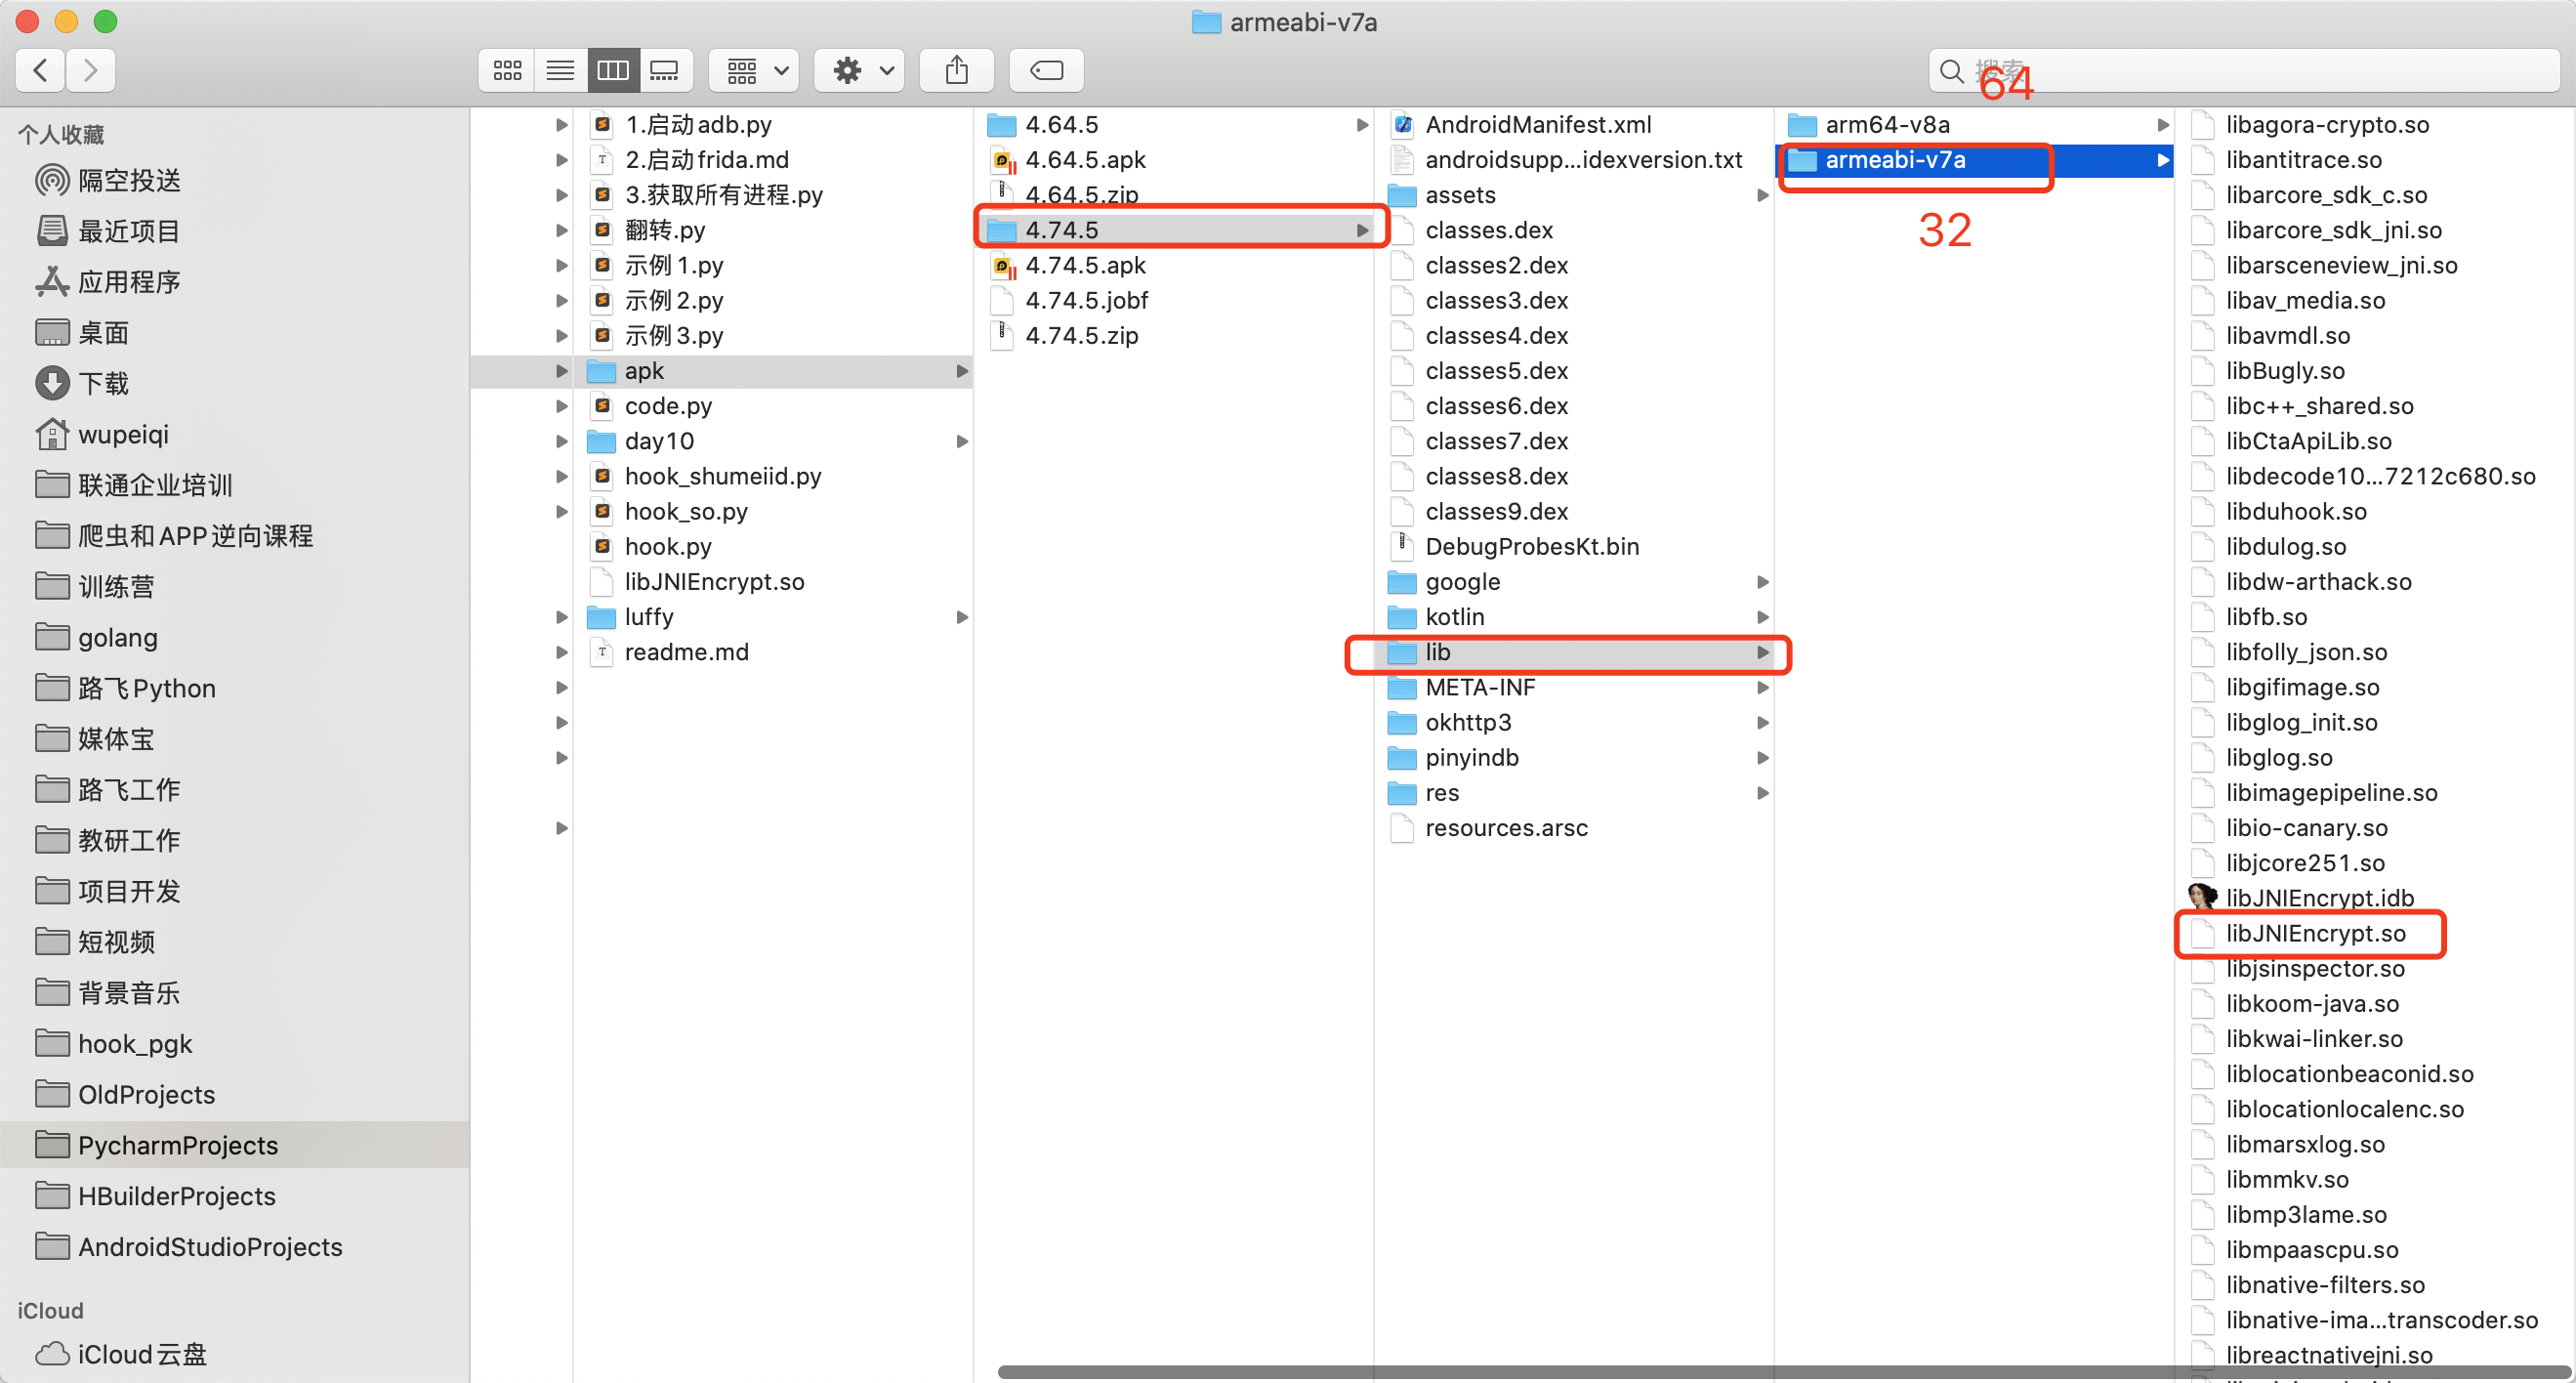 armeabi-v7a
搜索
64
个人收藏
隔空投送
最近项目
应用程序
桌面
下载
wupeiqi
联通企业培训
爬虫和APP逆向课程
训练营
golang
路飞Python
媒体宝
路飞工作
教研工作
项目开发
短视频
背景音乐
hook_pgk
OldProjects
PycharmProjects
HBuilderProjects
AndroidStudioProjects
iCloud
iCloud云盘
1.启动adb.py
2.启动frida.md
3.获取所有进程.py
翻转.py
示例1.py
示例2.py
示例3.py
apk
code.py
day10
hook_shumeiid.py
hook_so.py
hook.py
libJNIEncrypt.so
luffy
readme.md
4.64.5
4.64.5.apk
4.64.5.zip
4.74.5
4.74.5.apk
4.74.5.jobf
4.74.5.zip
AndroidManifest.xml
androidsupp...idexversion.txt
assets
classes.dex
classes2.dex
classes3.dex
classes4.dex
classes5.dex
classes6.dex
classes7.dex
classes8.dex
classes9.dex
DebugProbesKt.bin
google
kotlin
lib
META-INF
okhttp3
pinyindb
res
resources.arsc
arm64-v8a
armeabi-v7a
32
libagora-crypto.so
libantitrace.so
libarcore_sdk_c.so
libarcore_sdk_jni.so
libarsceneview_jni.so
libav_media.so
libavmdl.so
libBugly.so
libc++_shared.so
libCtaApiLib.so
libdecode10...7212c680.so
libduhook.so
libdulog.so
libdw-arthack.so
libfb.so
libfolly_json.so
libgifimage.so
libglog_init.so
libglog.so
libimagepipeline.so
libio-canary.so
libjcore251.so
libJNIEncrypt.idb
libJNIEncrypt.so
libjsinspector.so
libkoom-java.so
libkwai-linker.so
liblocationbeaconid.so
liblocationlocalenc.so
libmarsxlog.so
libmmkv.so
libmp3lame.so
libmpaascpu.so
libnative-filters.so
libnative-ima...transcoder.so
libreactnativejni.so